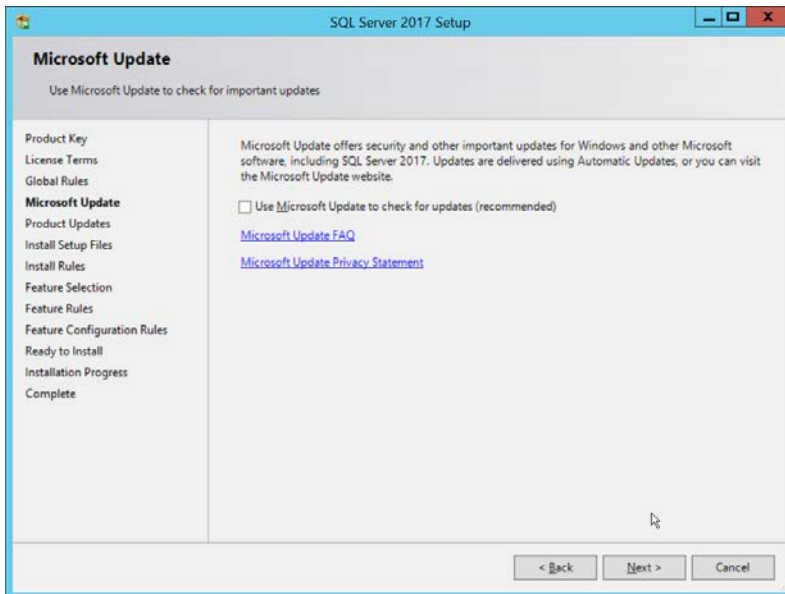 SQL Server 2017 Setup
Microsoft Update
Use Microsoft Update to check for important updates
Product Key
License Terms
Global Rules
Microsoft Update
Product Updates
Install Setup Files
Install Rules
Feature Selection
Feature Rules
Feature Configuration Rules
Ready to Install
Installation Progress
Complete
Microsoft Update offers security and other important updates for Windows and other Microsoft
software, including SQL Server 2017. Updates are delivered using Automatic Updates, or you can visit
the Microsoft Update website.
Use Microsoft Update to check for updates (recommended)
Microsoft Update FAQ
Microsoft Update Privacy Statement
< Back
Next >
Cancel